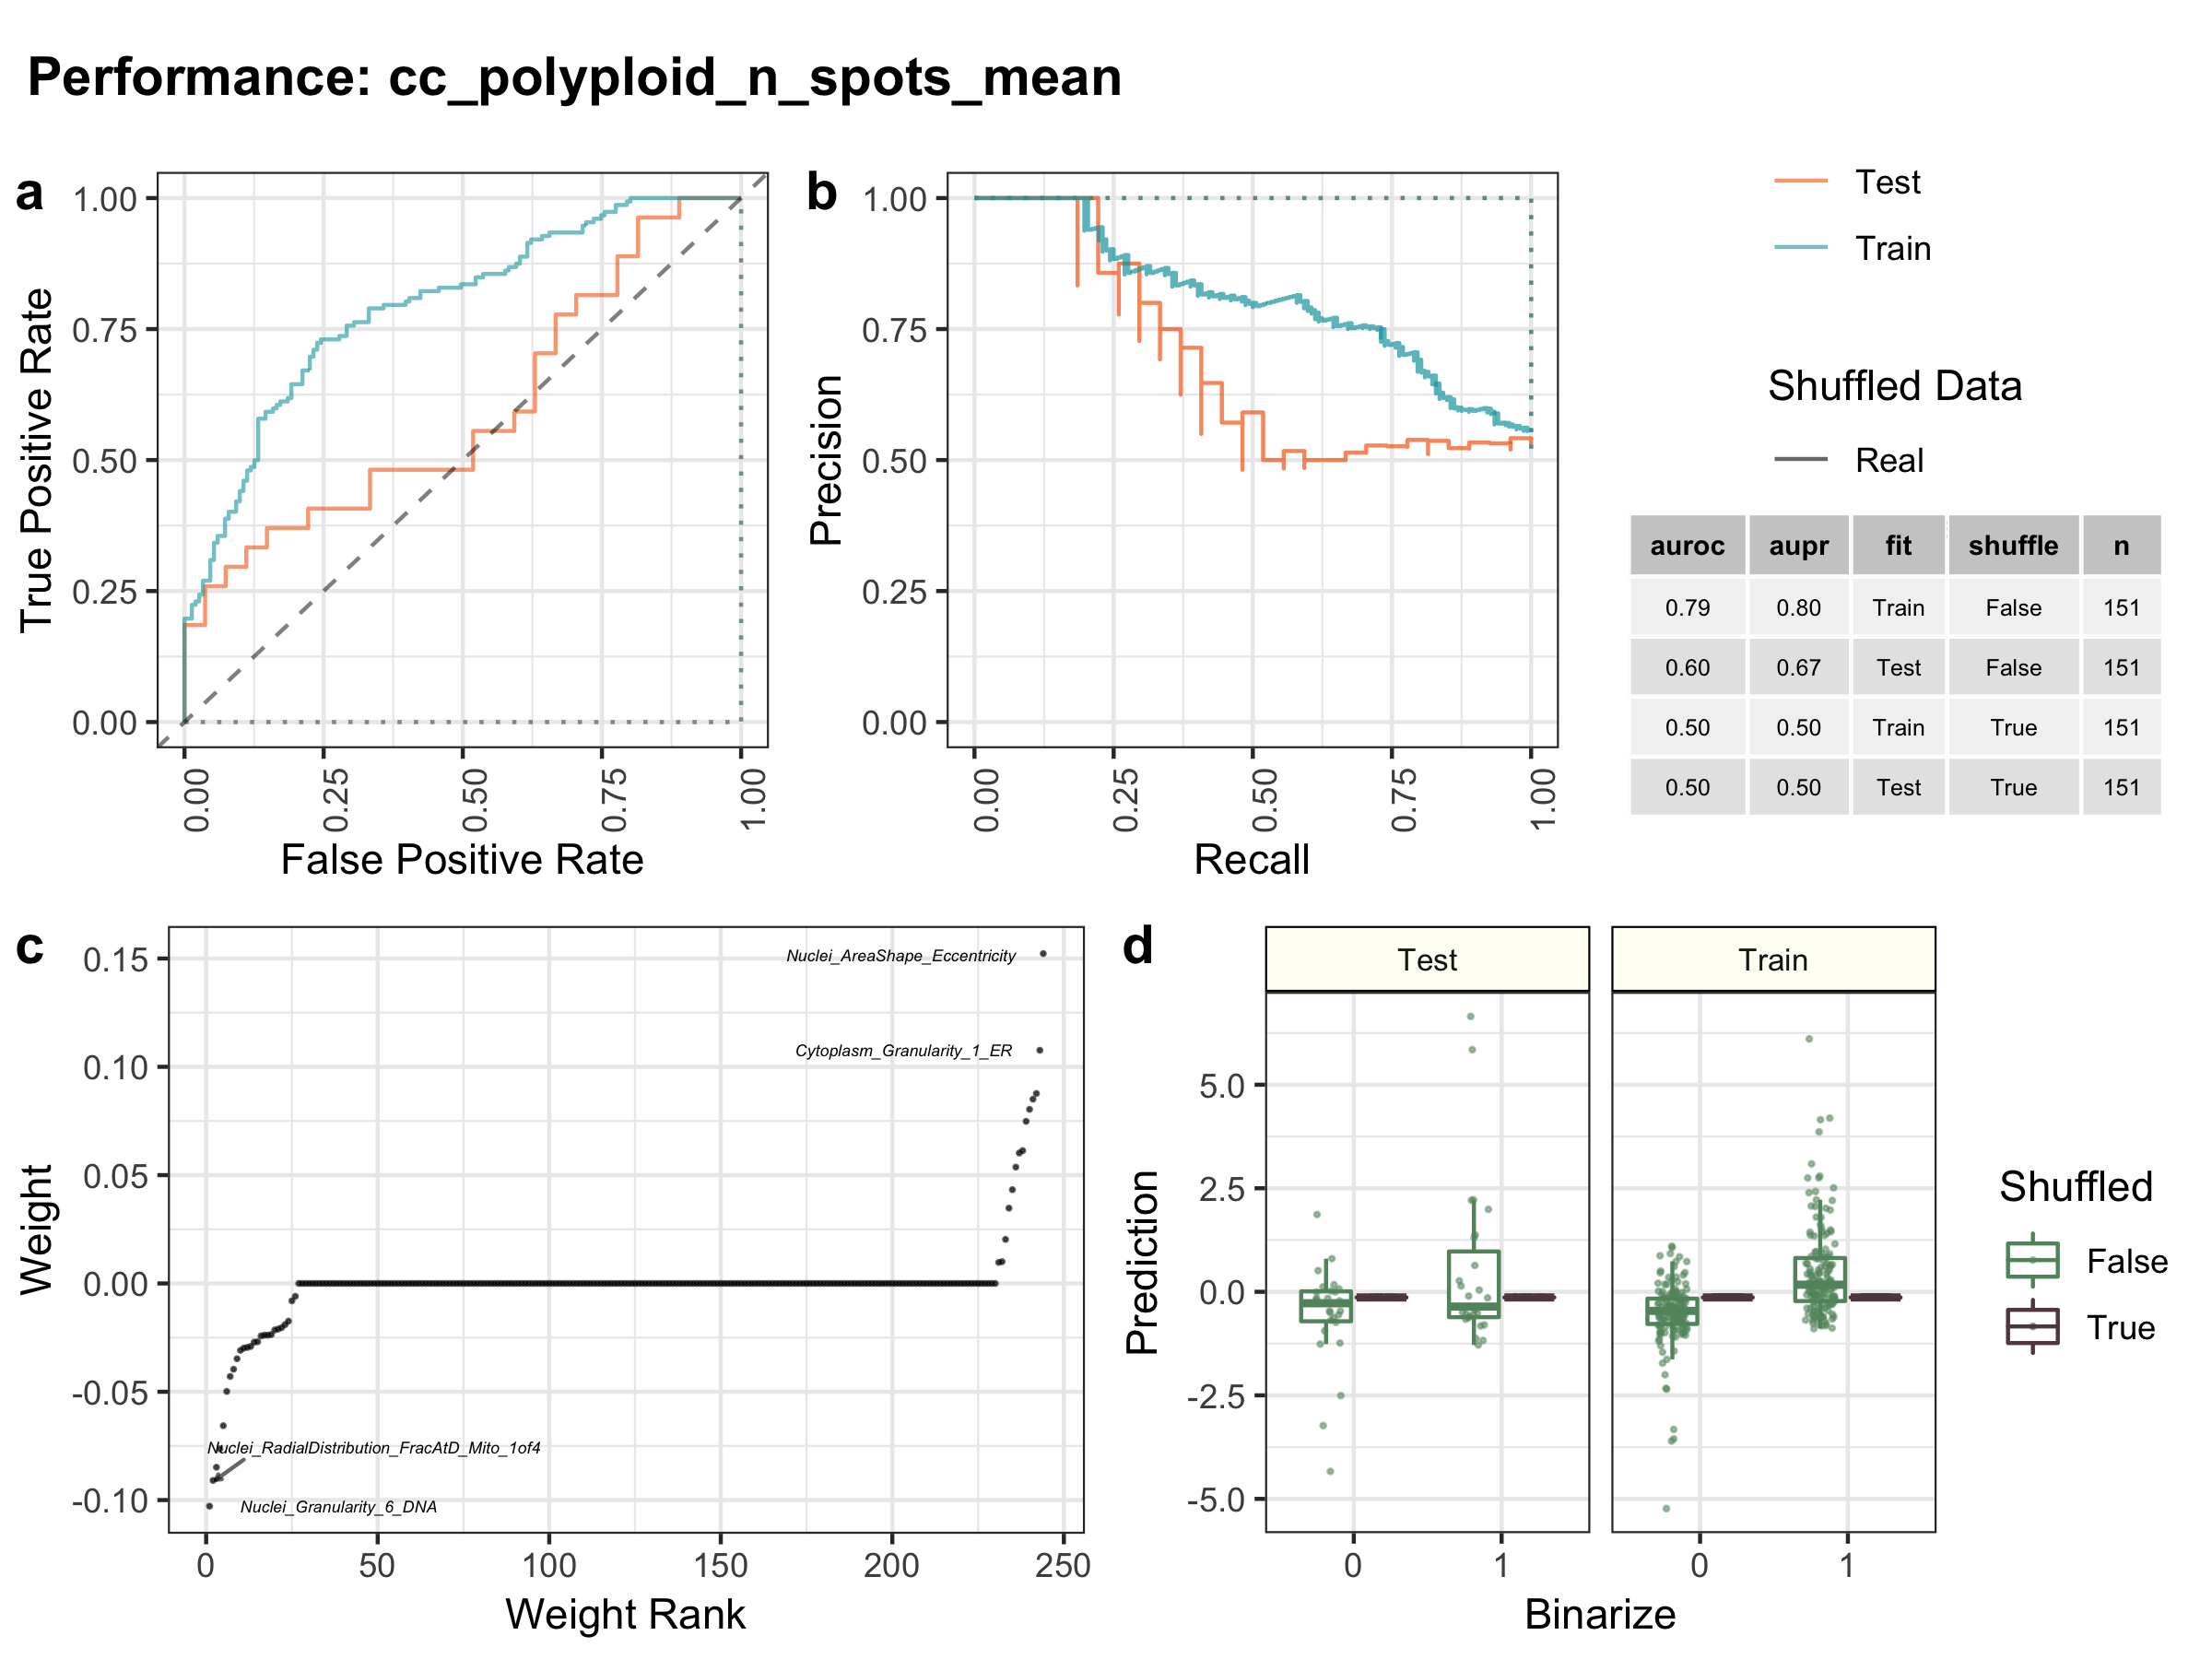 Performance: cc_polyploid_n_spots_mean
a
True Positive Rate
1.00
0.75
0.50
0.25
0.00
0.00
0.25
0.50
0.75
1.00
False Positive Rate
b
Precision
1.00
0.75
0.50
0.25
0.00
0.00
0.25
0.50
0.75
1.00
Recall
Test
Train
Shuffled Data
Real
auroc aupr fit shuffle n
0.79 0.80 Train False 151
0.60 0.67 Test False 151
0.50 0.50 Train True 151
0.50 0.50 Test True 151
c
Weight
0.15
0.10
0.05
0.00
-0.05
-0.10
Nuclei_AreaShape_Eccentricity
Cytoplasm_Granularity_1_ER
Nuclei_RadialDistribution_FracAtD_Mito_1of4
Nuclei_Granularity_6_DNA
0 50 100 150 200 250
Weight Rank
d
Test Train
Prediction
5.0
2.5
0.0
-2.5
-5.0
0 1 0 1
Binarize
Shuffled
False
True